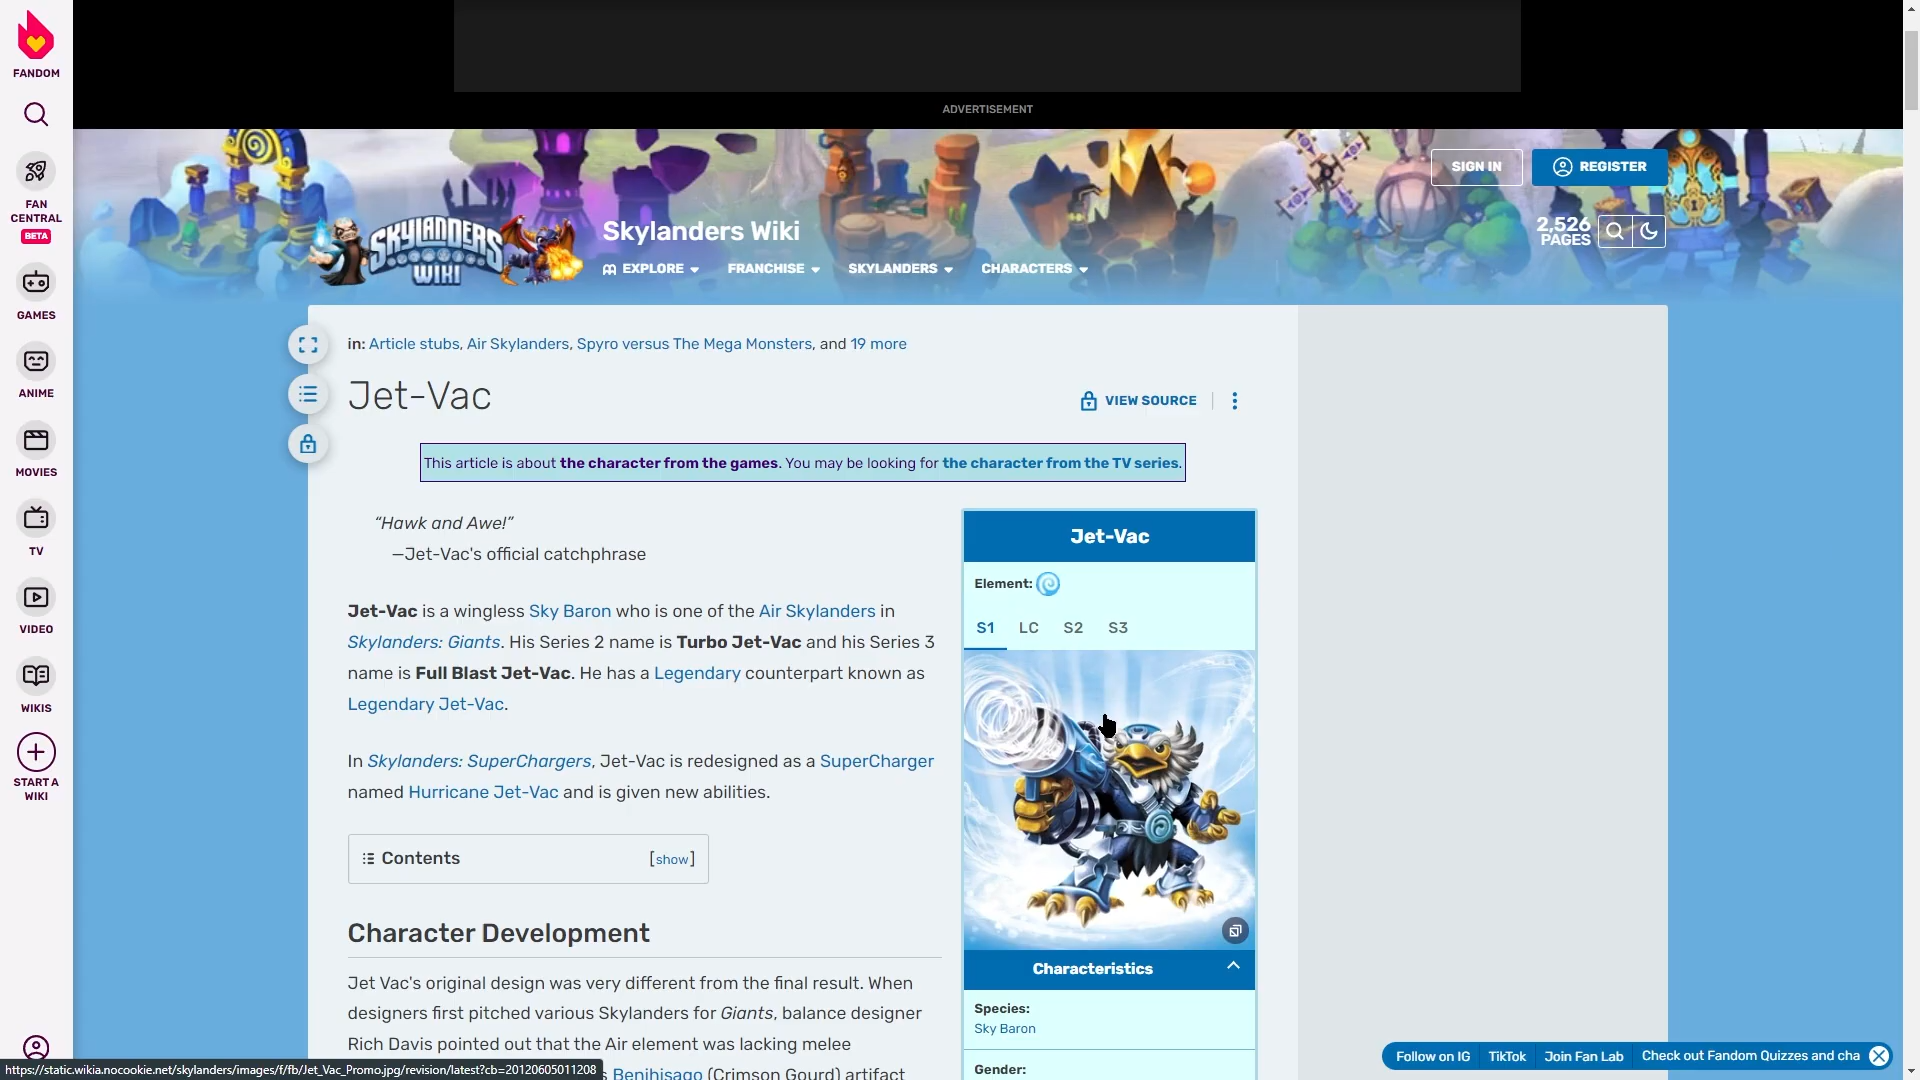 FANDOM
FAN
CENTRAL
BETA
GAMES
ANIME
MOVIES
TV
VIDEO
WIKIS
START A
WIKI
ADVERTISEMENT
SIGN IN
REGISTER
SKYLANDERS
WIKI
Skylanders Wiki
2,526
PAGES
EXPLORE
FRANCHISE
SKYLANDERS
CHARACTERS
in: Article stubs, Air Skylanders, Spyro versus The Mega Monsters, and 19 more
Jet-Vac
VIEW SOURCE
This article is about the character from the games. You may be looking for the character from the TV series.
“Hawk and Awe!”
—Jet-Vac's official catchphrase
Jet-Vac is a wingless Sky Baron who is one of the Air Skylanders in
Skylanders: Giants. His Series 2 name is Turbo Jet-Vac and his Series 3
name is Full Blast Jet-Vac. He has a Legendary counterpart known as
Legendary Jet-Vac.
In Skylanders: SuperChargers, Jet-Vac is redesigned as a SuperCharger
named Hurricane Jet-Vac and is given new abilities.
Contents [show]
Character Development
Jet Vac's original design was very different from the final result. When
designers first pitched various Skylanders for Giants, balance designer
Rich Davis pointed out that the Air element was lacking melee
s Benihisago (Crimson Gourd) artifact
Jet-Vac
Element:
S1 LC S2 S3
Characteristics
Species:
Sky Baron
Gender:
Follow on IG TikTok Join Fan Lab Check out Fandom Quizzes and cha
https://static.wikia.nocookie.net/skylanders/images/f/fb/Jet_Vac_Promo.jpg/revision/latest?cb=20120605011208